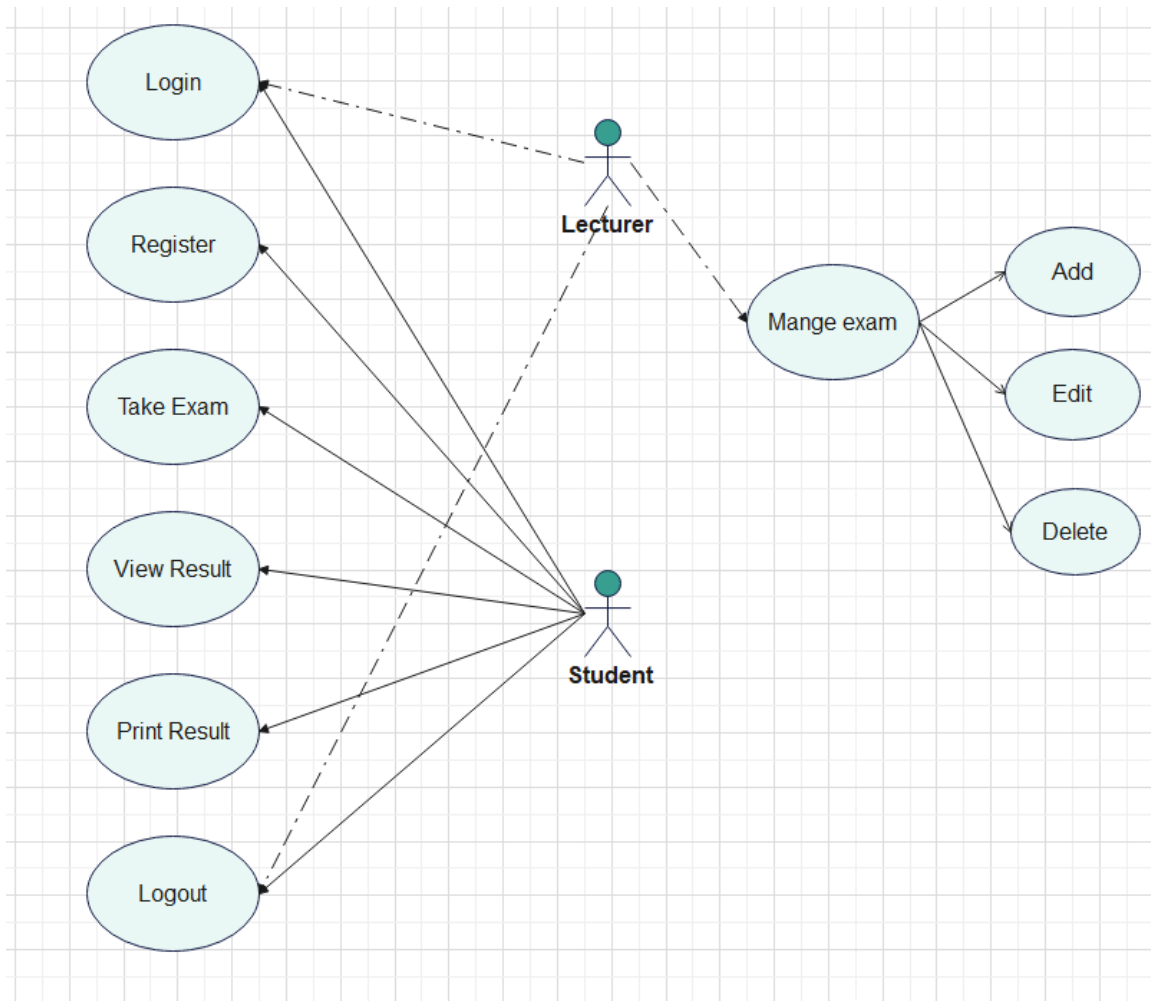 Login
Lecturer
Register
Add
Mange exam
Edit
Take Exam
Delete
View Result
Student
Print Result
Logout